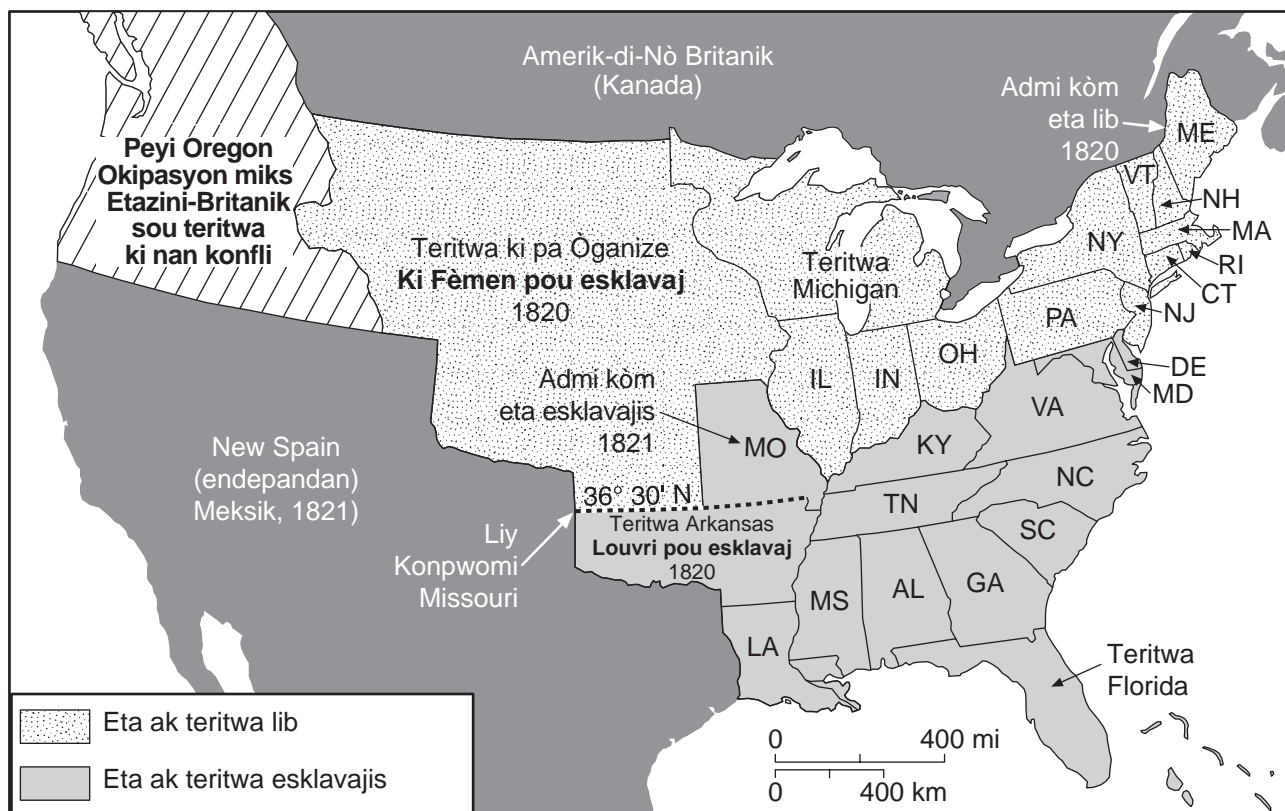 Amerik-di-Nò Britanik
(Kanada)
Admi kòm
eta lib
1820
ME
VT
NH
MA
RI
CT
NY
NJ
PA
DE
MD
Peyi Oregon
Okipasyon miks
Etazini-Britanik
sou teritwa
ki nan konfli
Teritwa ki pa Òganize
Ki Fèmen pou esklavaj
1820
Teritwa
Michigan
IL
IN
OH
Admi kòm
eta esklavajis
1821
MO
KY
VA
New Spain
(endepandan)
Meksik, 1821)
36° 30' N
TN
NC
Liy
Konpwomi
Missouri
Teritwa Arkansas
Louvri pou esklavaj
1820
SC
MS
AL
GA
LA
Teritwa
Florida
Eta ak teritwa lib
Eta ak teritwa esklavajis
0 400 mi
0 400 km